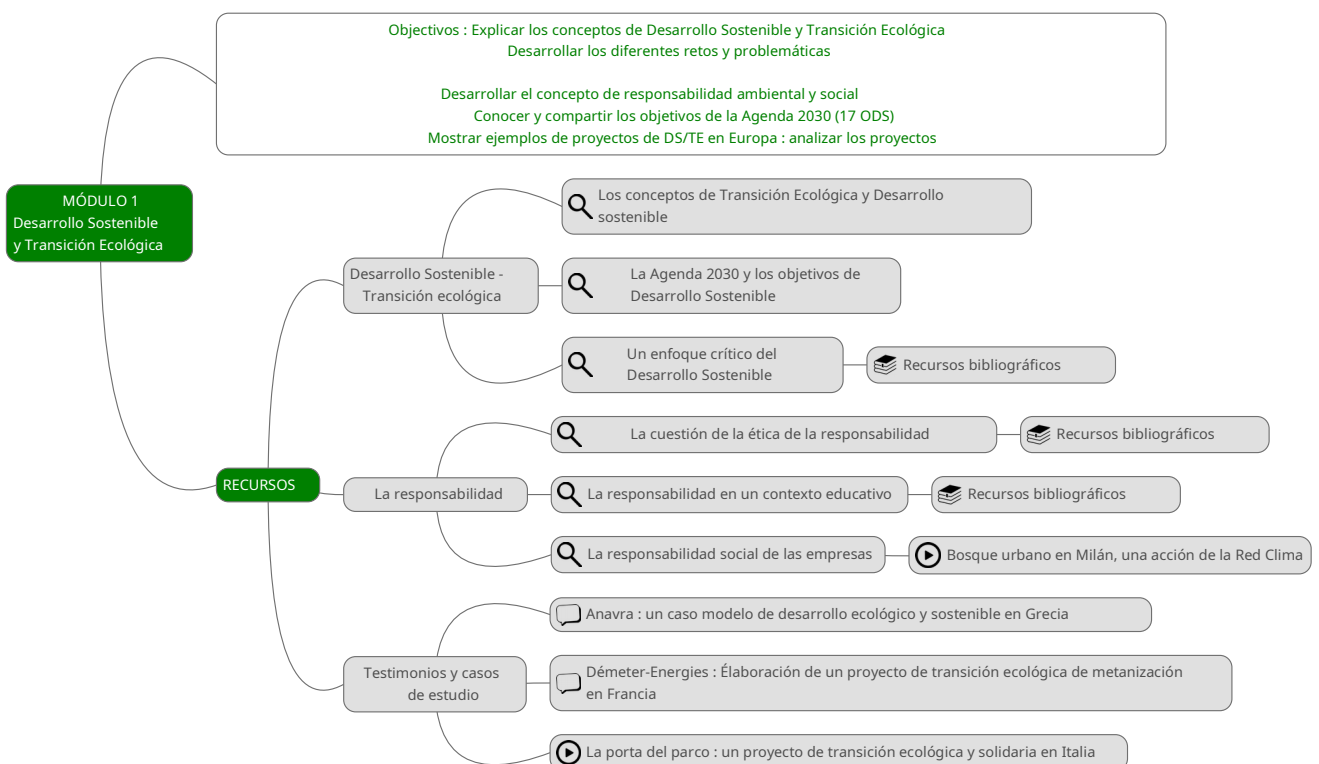 Objectivos : Explicar los conceptos de Desarrollo Sostenible y Transición Ecológica
Desarrollar los diferentes retos y problemáticas
Desarrollar el concepto de responsabilidad ambiental y social
Conocer y compartir los objetivos de la Agenda 2030 (17 ODS)
Mostrar ejemplos de proyectos de DS/TE en Europa : analizar los proyectos
MÓDULO 1
Desarrollo Sostenible
y Transición Ecológica
Los conceptos de Transición Ecológica y Desarrollo
sostenible
Desarrollo Sostenible -
Transición ecológica
La Agenda 2030 y los objetivos de
Desarrollo Sostenible
Un enfoque crítico del
Desarrollo Sostenible
Recursos bibliográficos
RECURSOS
La responsabilidad
La cuestión de la ética de la responsabilidad
Recursos bibliográficos
La responsabilidad en un contexto educativo
Recursos bibliográficos
La responsabilidad social de las empresas
Bosque urbano en Milán, una acción de la Red Clima
Testimonios y casos
de estudio
Anavra : un caso modelo de desarrollo ecológico y sostenible en Grecia
Démeter-Energies : Élaboración de un proyecto de transición ecológica de metanización
en Francia
La porta del parco : un proyecto de transición ecológica y solidaria en Italia